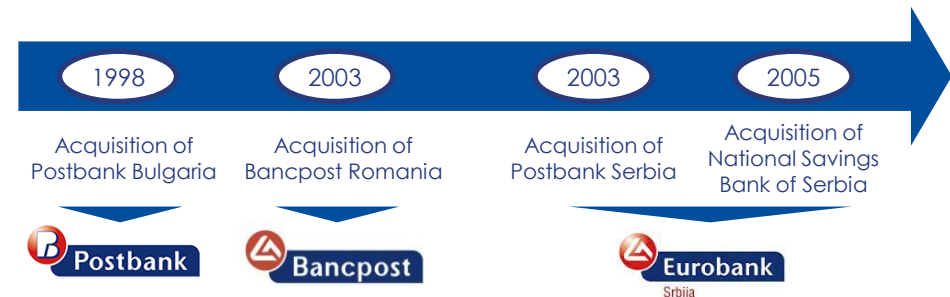 1998
2003
2003
2005
Acquisition of
Postbank Bulgaria
Acquisition of
Bancpost Romania
Acquisition of
Postbank Serbia
Acquisition of
National Savings
Bank of Serbia
Postbank
Bancpost
Eurobank
Srbija